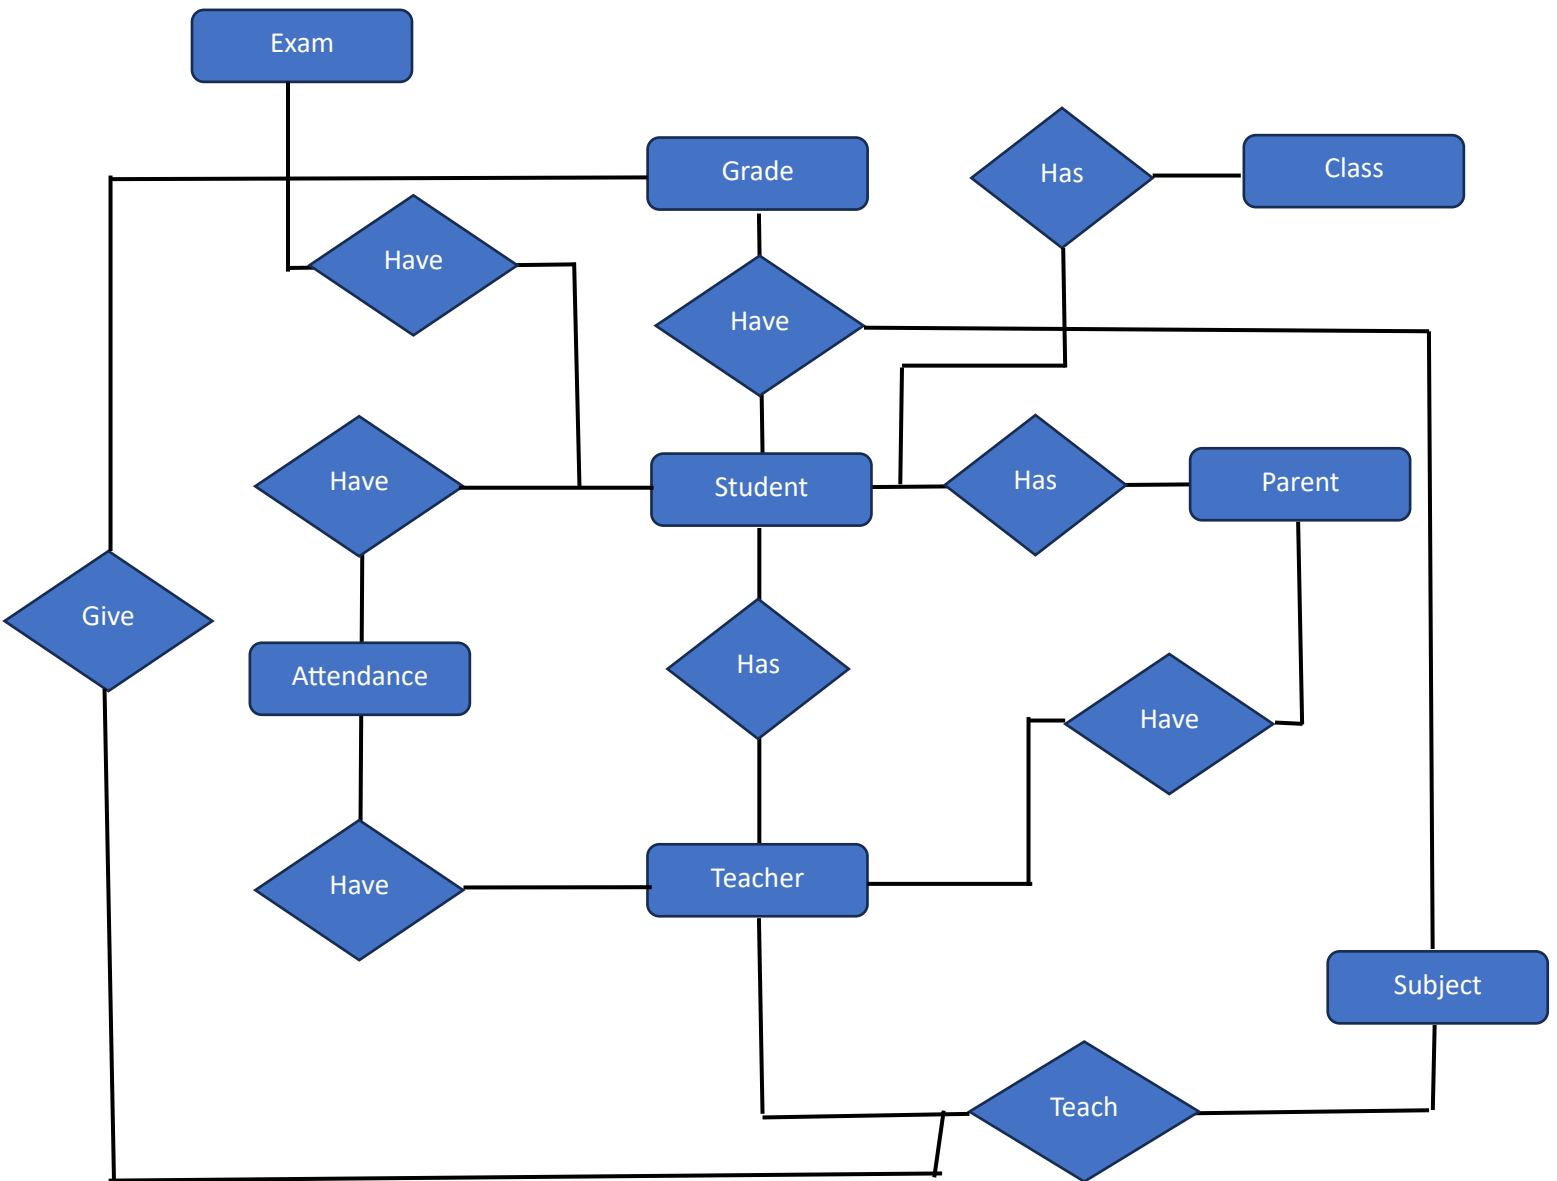 Exam
Grade
Has
Class
Have
Have
Have
Student
Has
Parent
Give
Attendance
Has
Have
Have
Teacher
Subject
Teach